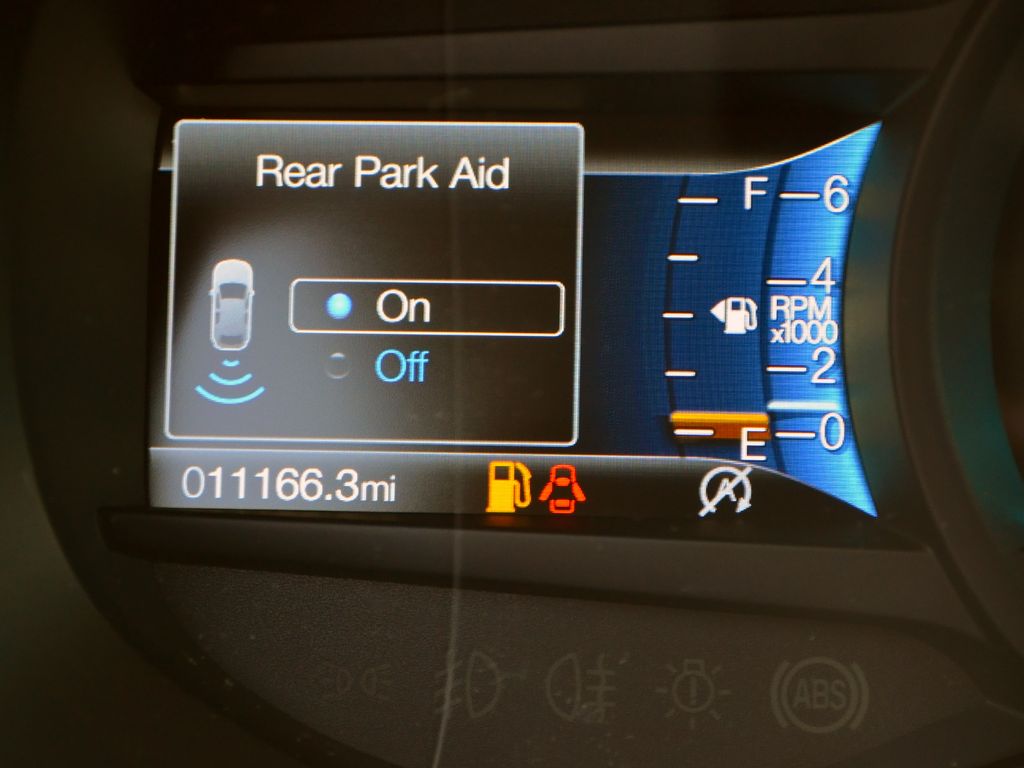 Rear Park Aid
On
Off
F
6
4
RPM
x1000
2
E
0
011166.3mi
A
ABS